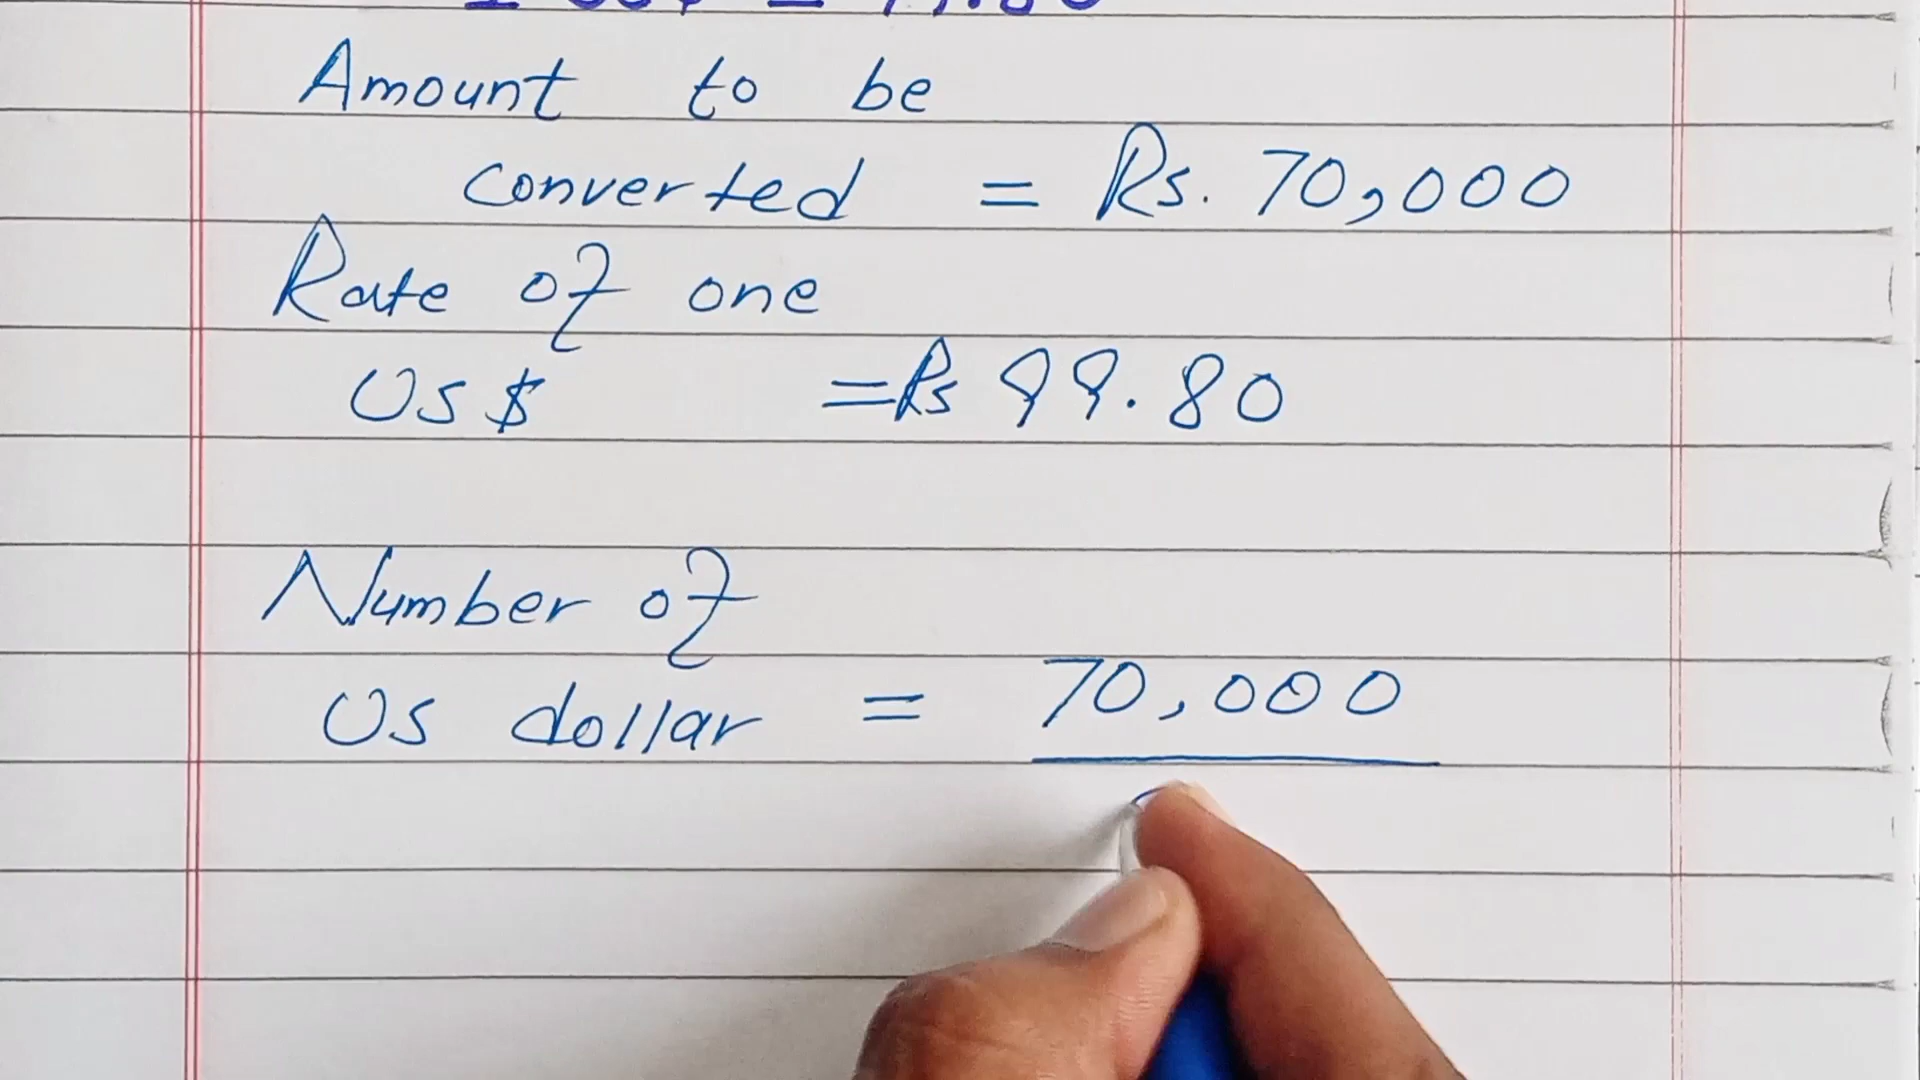 Amount to be
converted = Rs. 70,000
Rate of one
US $ = Rs 99.80
Number of
US dollar = 70,000